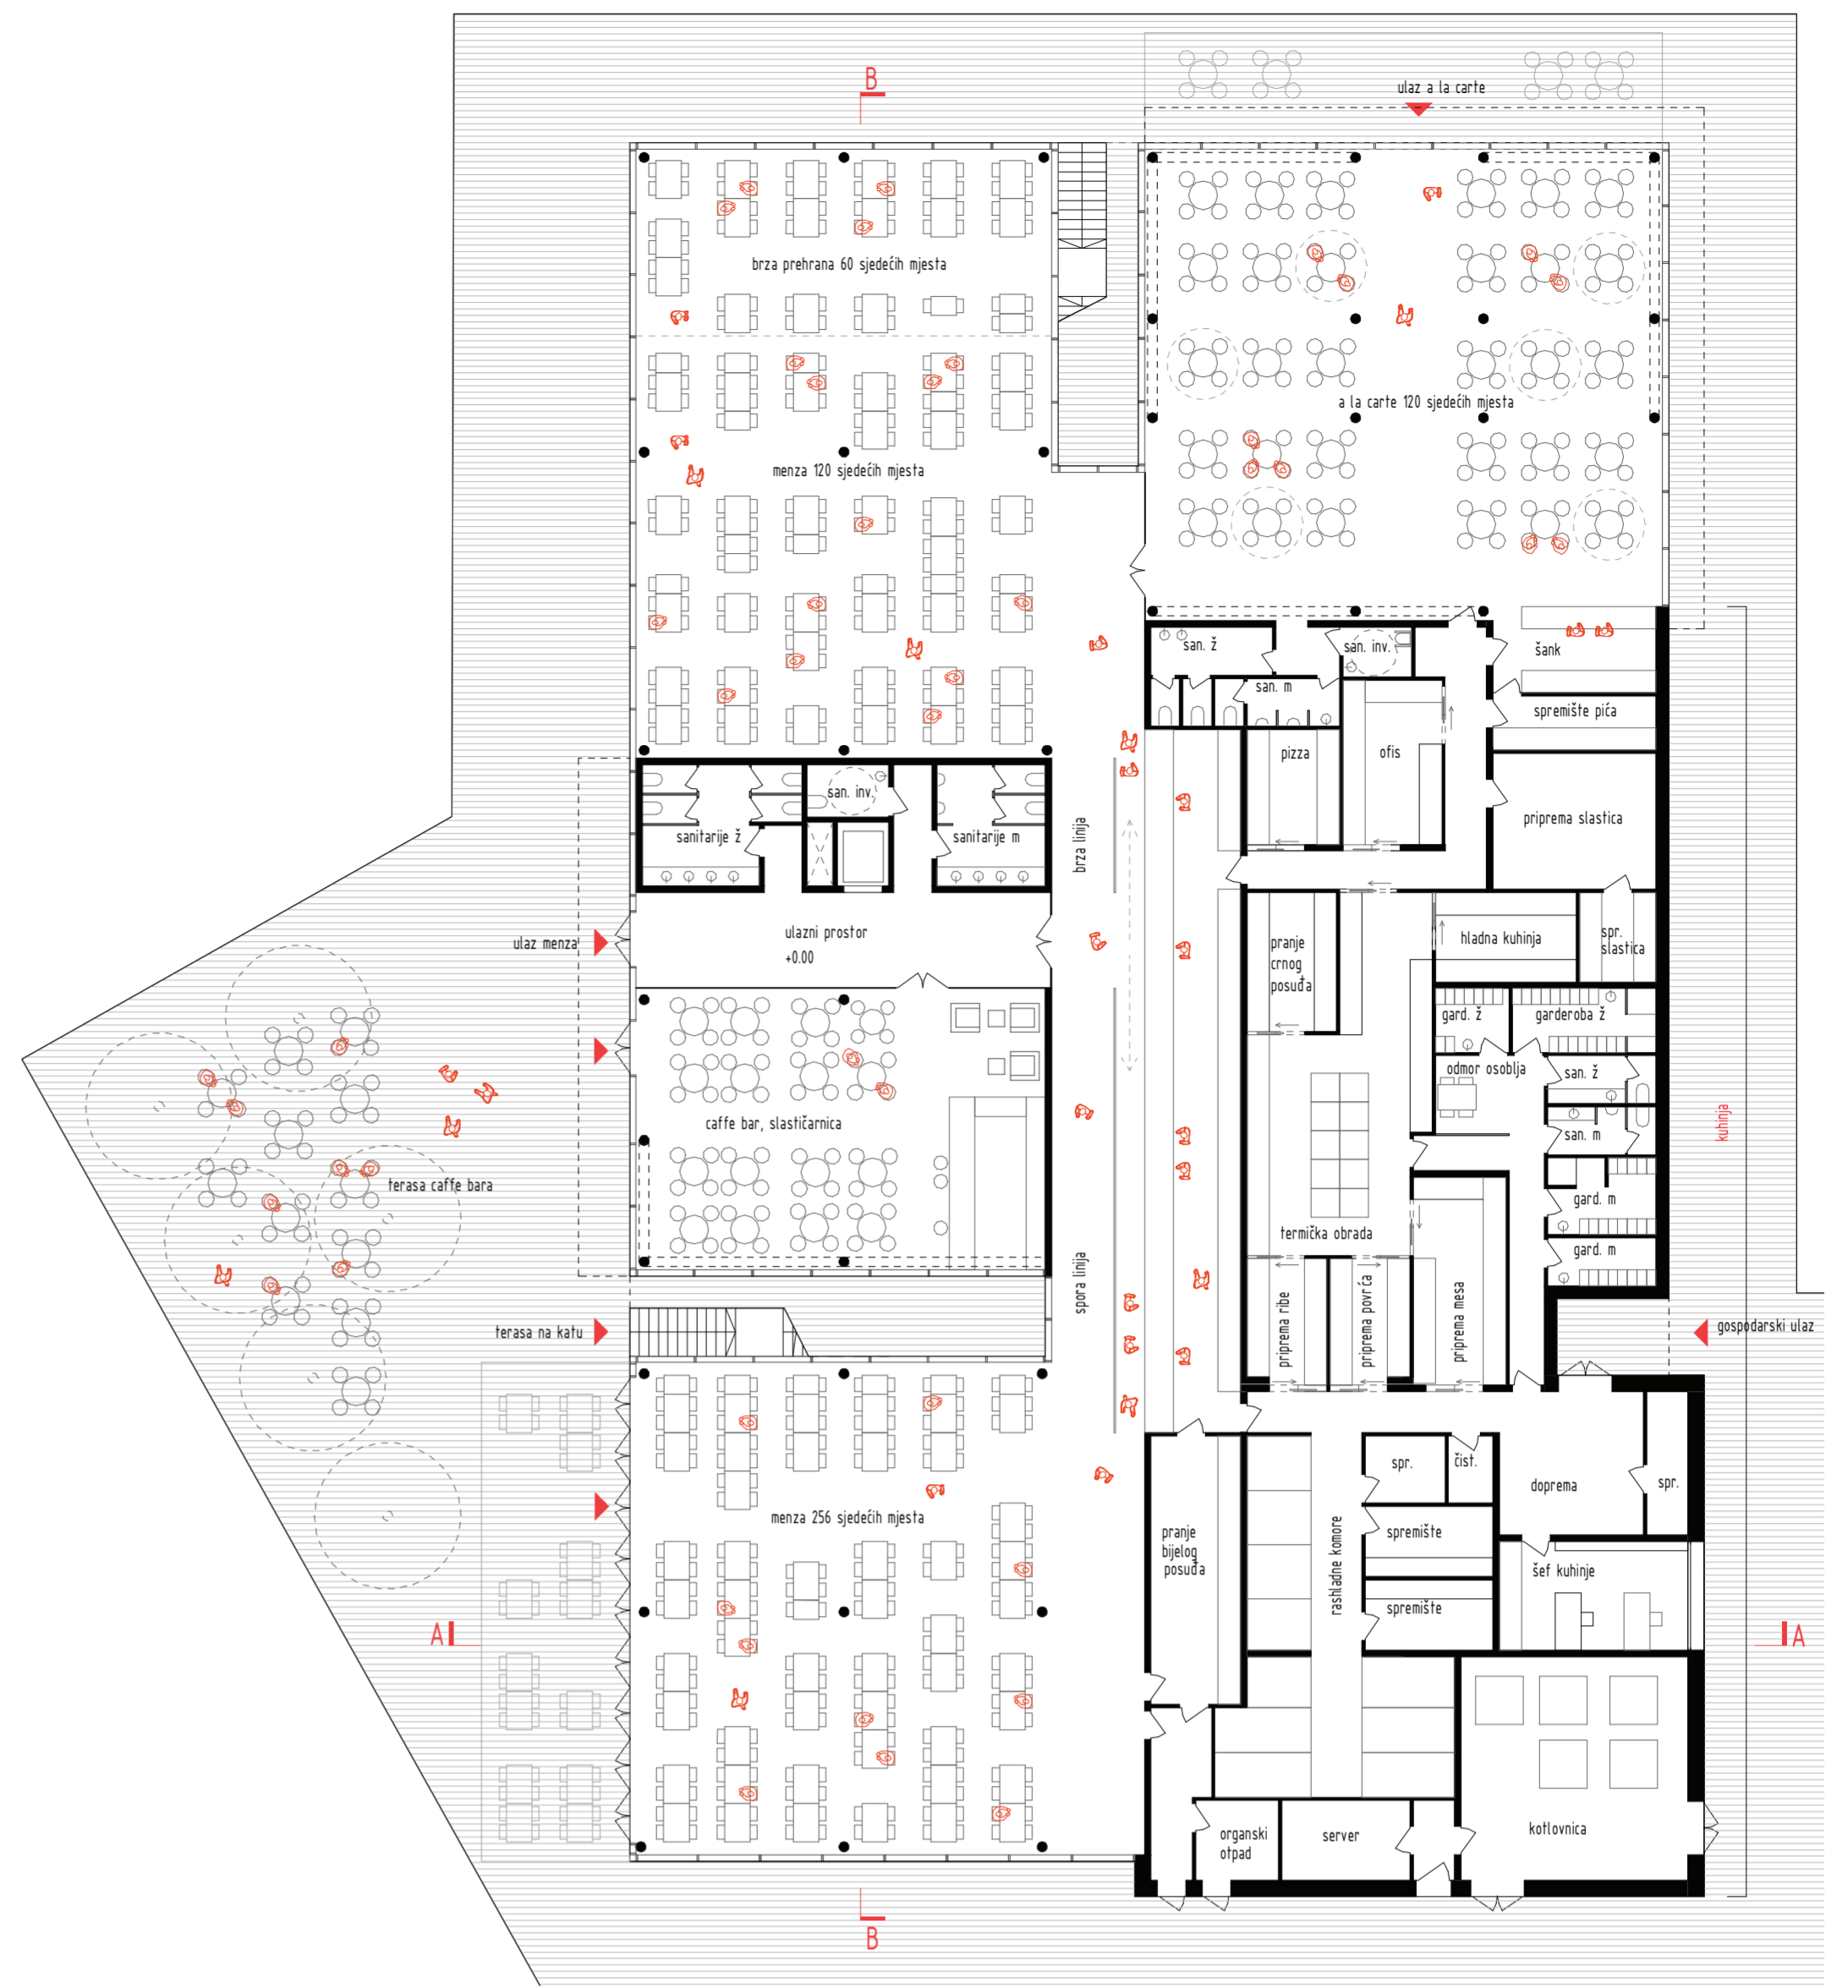 B
ulaz a la carte
brza prehrana 60 sjedećih mjesta
a la carte 120 sjedećih mjesta
menza 120 sjedećih mjesta
san. ž
san. inv.
šank
san. m
spremište pića
pizza
ofis
san. inv.
priprema slastica
sanitarije ž
sanitarije m
brza linija
ulazni prostor
+0.00
ulaz menza
pranje
crnog
posuđa
hladna kuhinja
spr.
slastica
gard. ž
garderoba ž
odmor osoblja
san. ž
caffe bar, slastičarnica
kuhinja
san. m
terasa caffe bara
gard. m
termička obrada
gard. m
spora linija
priprema ribe
priprema povrća
priprema mesa
terasa na katu
gospodarski ulaz
spr.
čist.
doprema
spr.
menza 256 sjedećih mjesta
pranje
bijelog
posuđa
rashladne komore
spremište
šef kuhinje
spremište
A
A
organski
otpad
server
kotlovnica
B